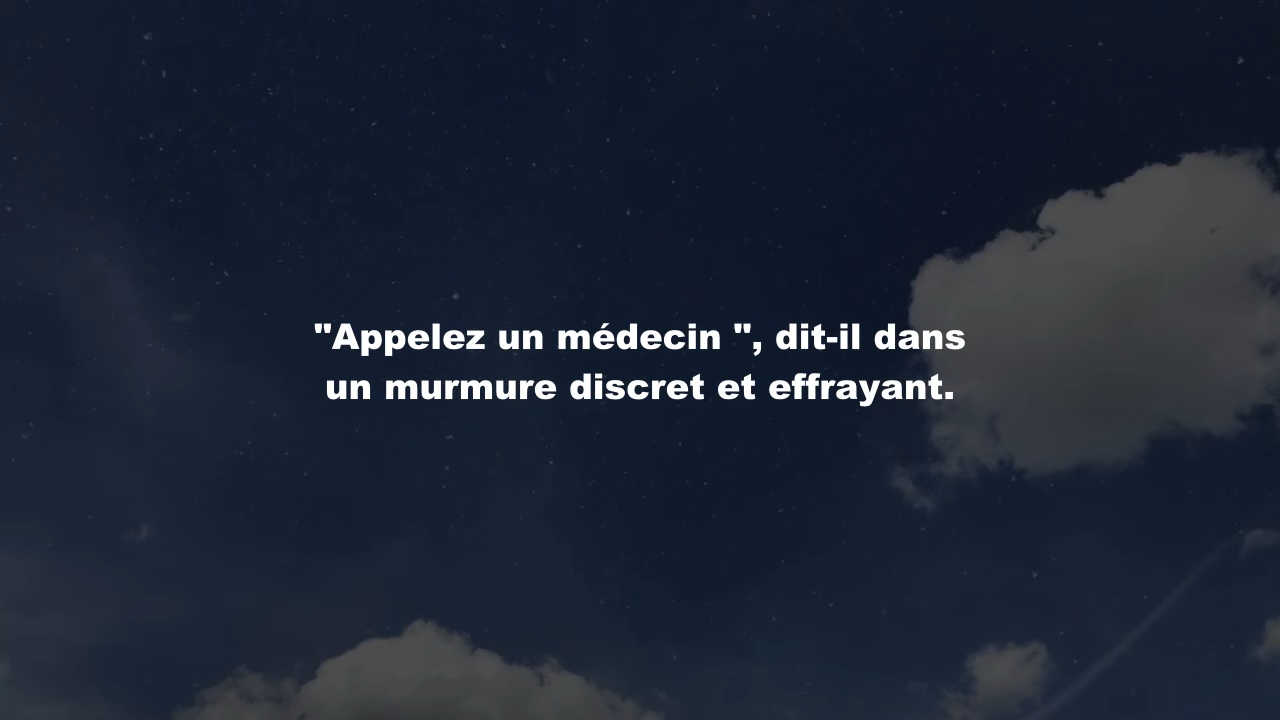 "Appelez un médecin ", dit-il dans
un murmure discret et effrayant.